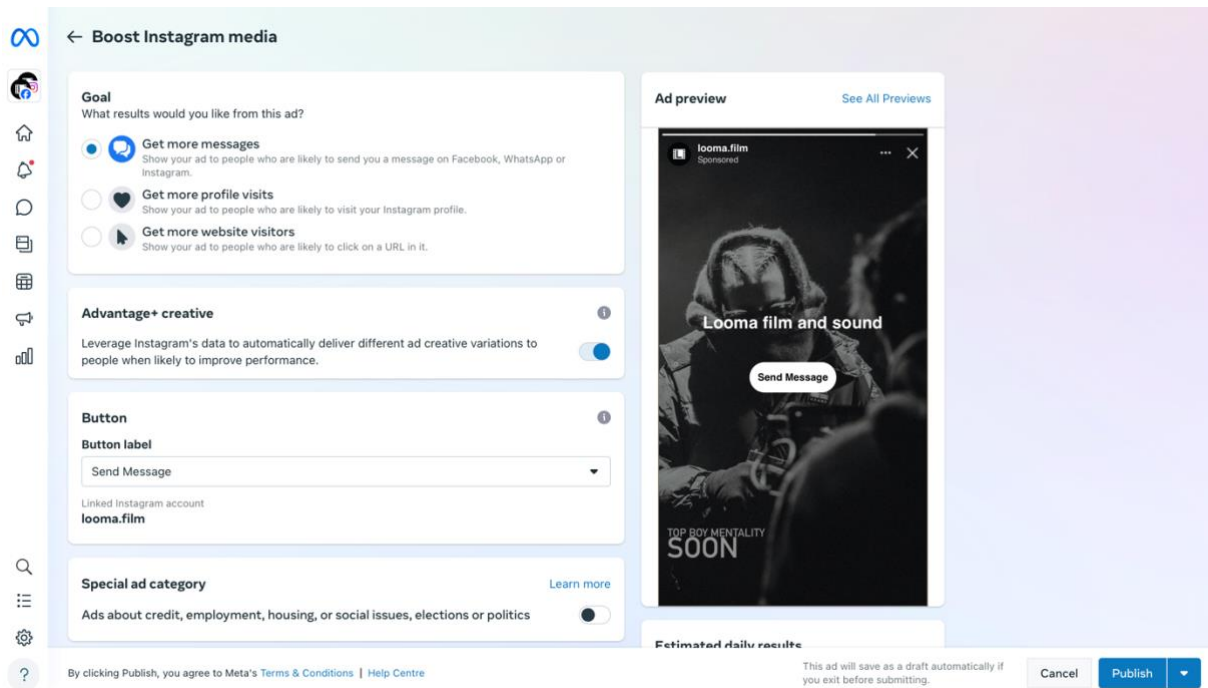 Boost Instagram media
Goal
What results would you like from this ad?
Get more messages
Show your ad to people who are likely to send you a message on Facebook, WhatsApp or
Instagram.
Get more profile visits
Show your ad to people who are likely to visit your Instagram profile.
Get more website visitors
Show your ad to people who are likely to click on a URL in it.
Advantage+ creative
Leverage Instagram's data to automatically deliver different ad creative variations to
people when likely to improve performance.
Button
Button label
Send Message
Linked Instagram account
looma.film
Special ad category
Learn more
Ads about credit, employment, housing, or social issues, elections or politics
Ad preview
See All Previews
looma.film
Sponsored
Looma film and sound
Send Message
TOP BOY MENTALITY
SOON
Estimated daily results
By clicking Publish, you agree to Meta's Terms & Conditions | Help Centre
This ad will save as a draft automatically if
you exit before submitting.
Cancel
Publish